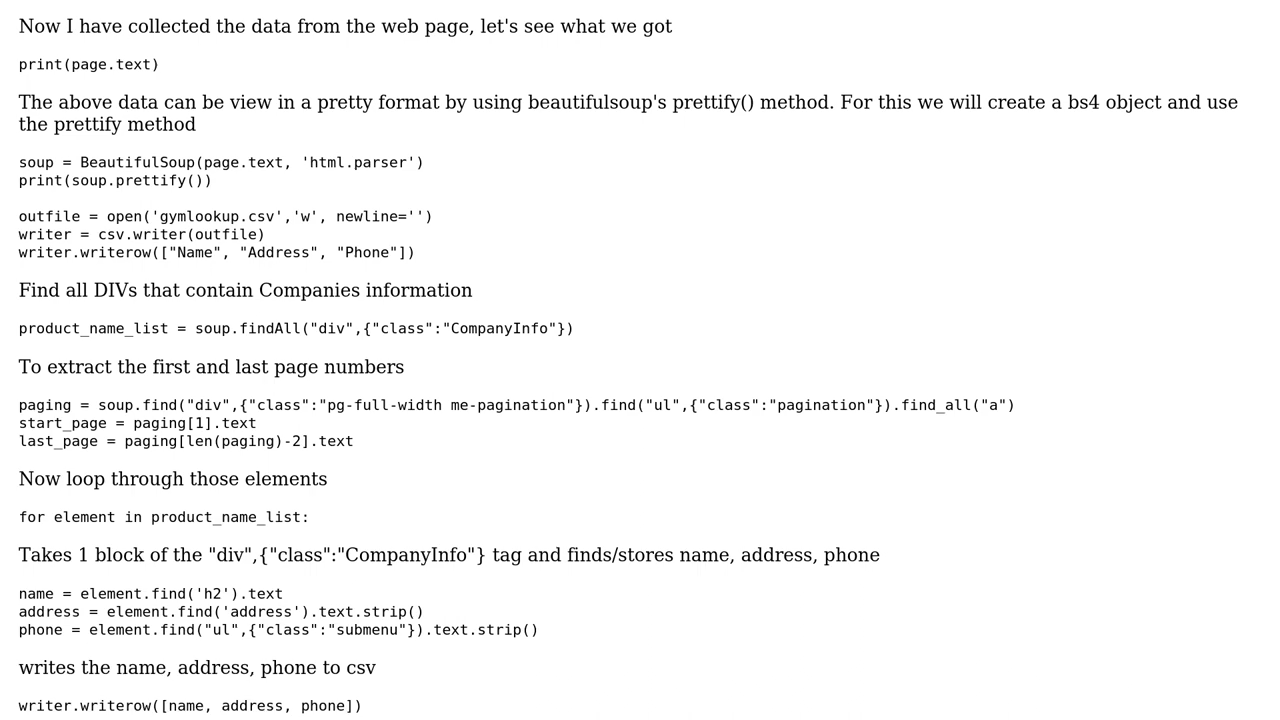 Now I have collected the data from the web page, let's see what we got
print(page.text)
The above data can be view in a pretty format by using beautifulsoup's prettify() method. For this we will create a bs4 object and use
the prettify method
soup = BeautifulSoup(page.text, 'html.parser')
print(soup.prettify())
outfile = open('gymlookup.csv','w', newline='')
writer = csv.writer(outfile)
writer.writerow(["Name", "Address", "Phone"])
Find all DIVs that contain Companies information
product_name_list = soup.findAll("div",{"class":"CompanyInfo"})
To extract the first and last page numbers
paging = soup.find("div",{"class":"pg-full-width me-pagination"}).find("ul",{"class":"pagination"}).find_all("a")
start_page = paging[1].text
last_page = paging[len(paging)-2].text
Now loop through those elements
for element in product_name_list:
Takes 1 block of the "div",{"class":"CompanyInfo"} tag and finds/stores name, address, phone
name = element.find('h2').text
address = element.find('address').text.strip()
phone = element.find("ul",{"class":"submenu"}).text.strip()
writes the name, address, phone to csv
writer.writerow([name, address, phone])